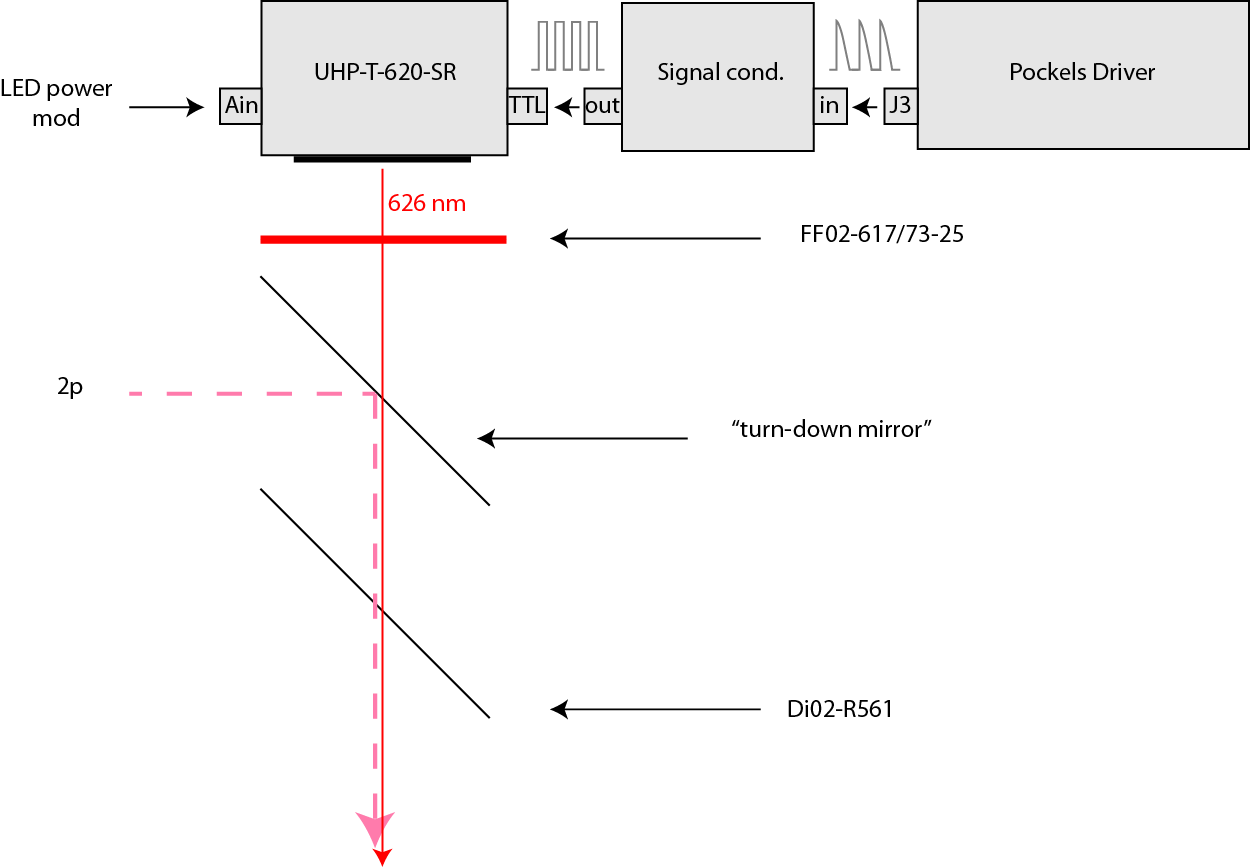 UHP-T-620-SR
Signal cond.
Pockels Driver
LED power
mod
Ain
TTL
out
in
J3
626 nm
FF02-617/73-25
2p
“turn-down mirror”
Di02-R561